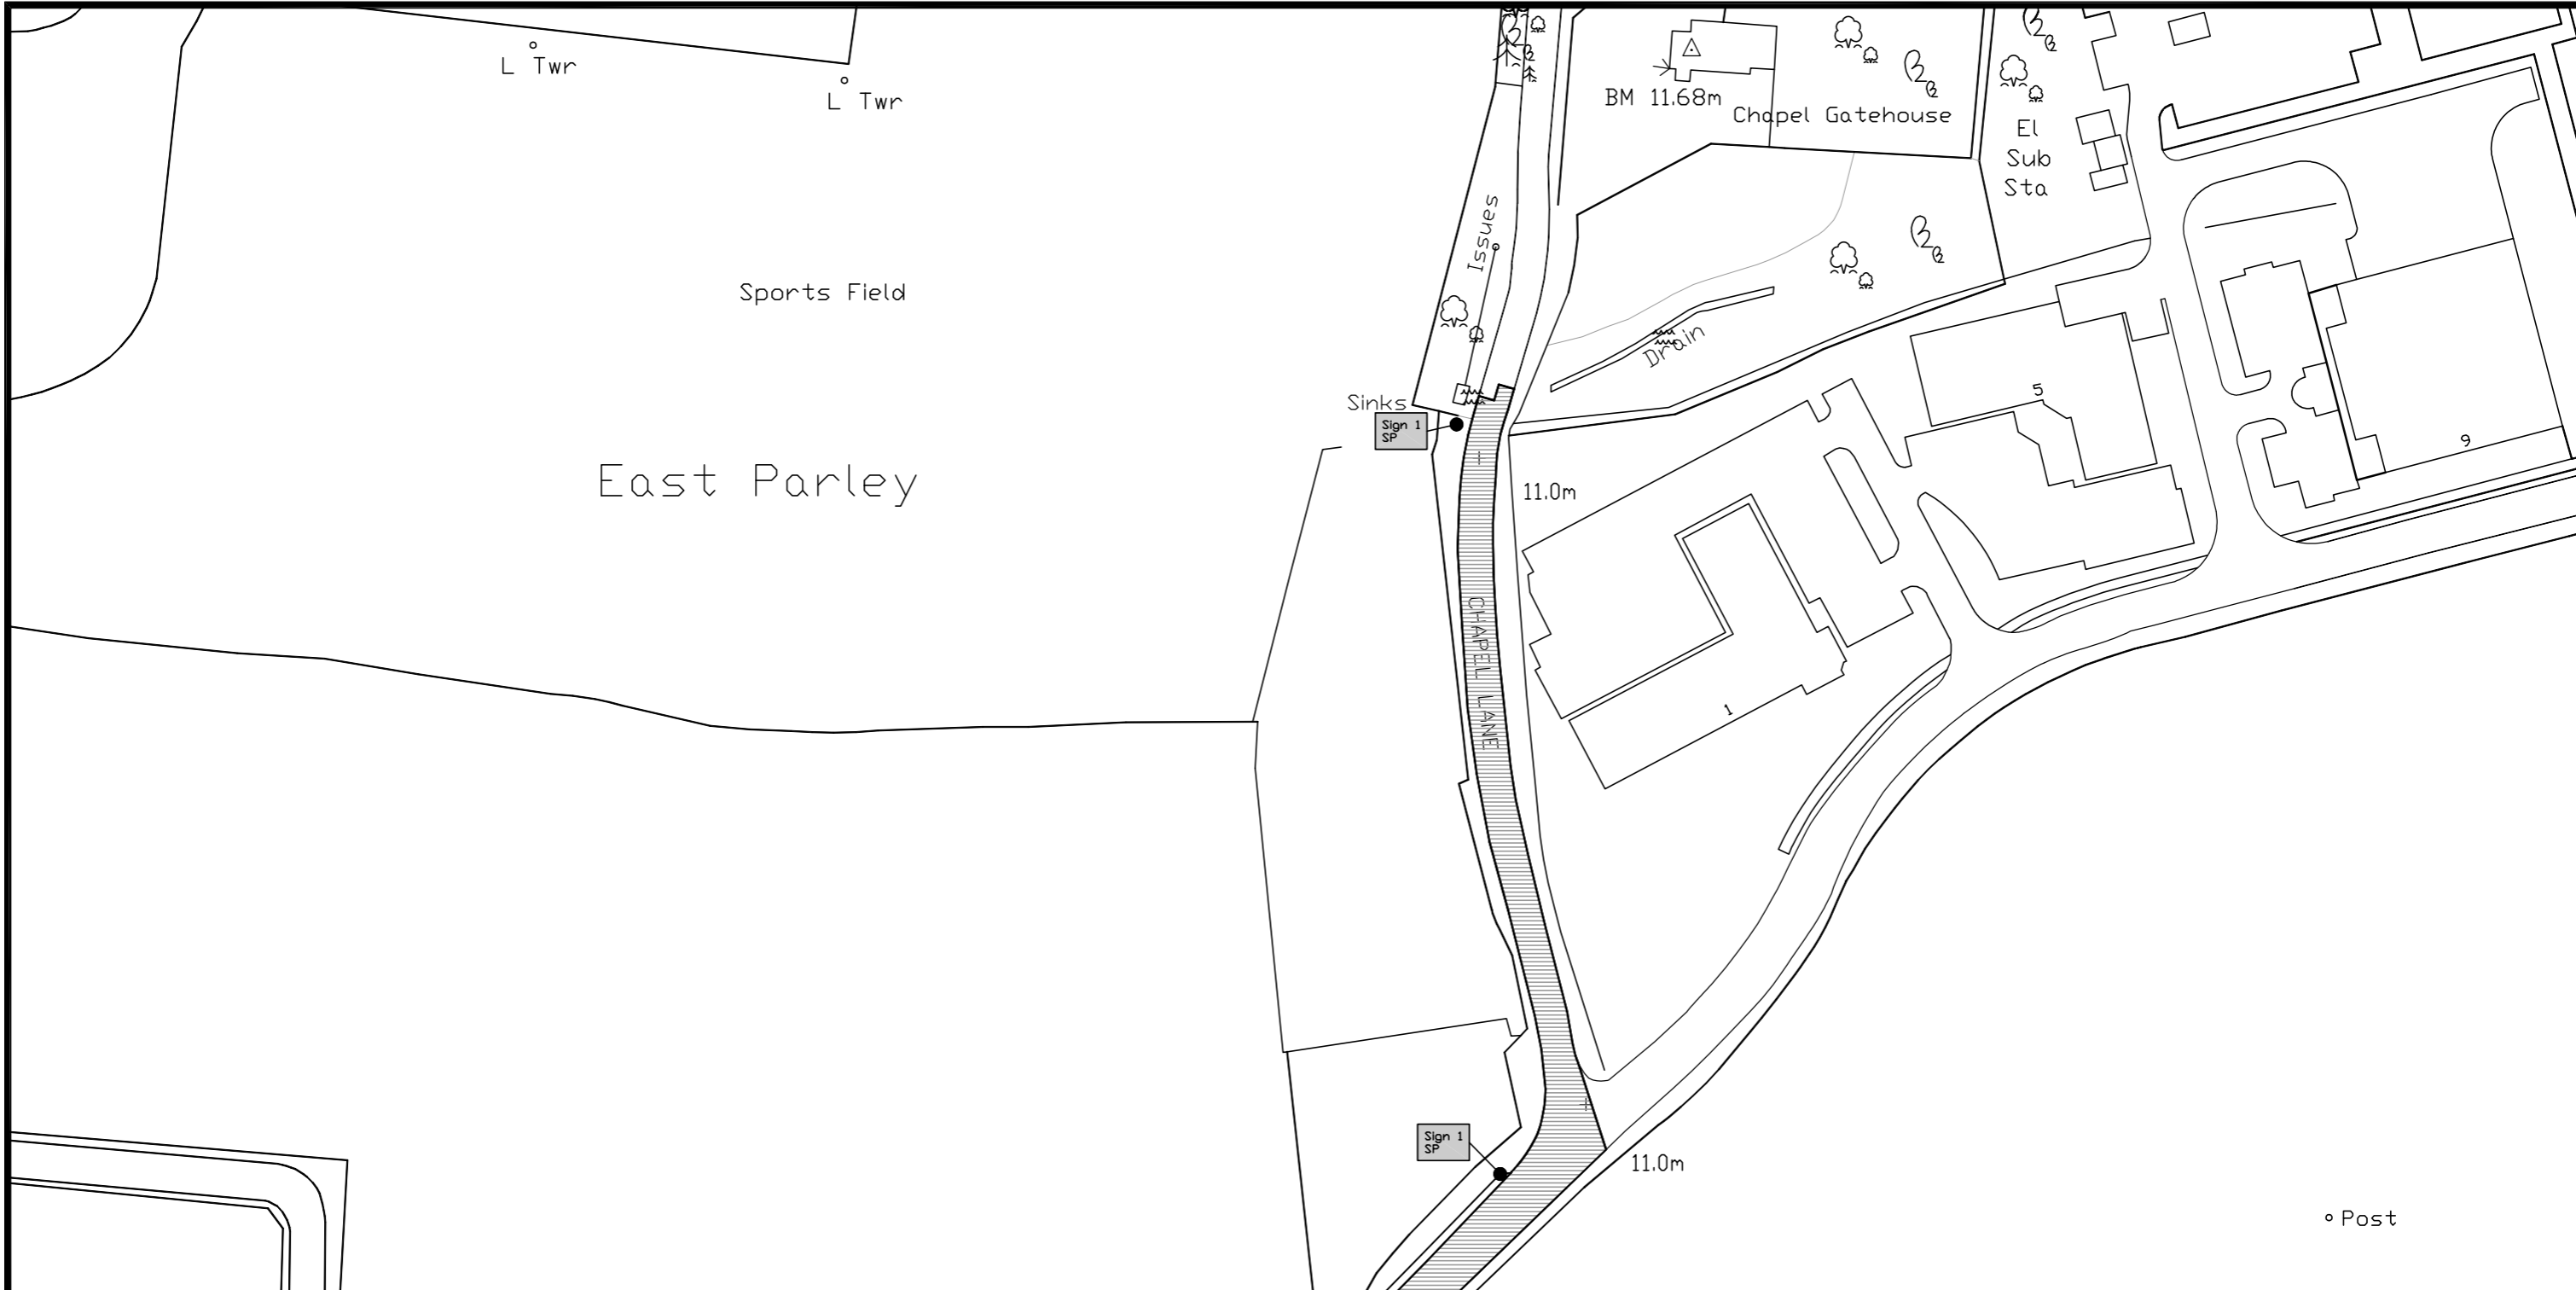 L Twr
L Twr
BM 11.68m
Chapel Gatehouse
El
Sub
Sta
Issues
Sports Field
Drain
Sinks
Sign 1
SP
5
9
East Parley
11.0m
CHAPEL LANE
1
Sign 1
SP
11.0m
Post